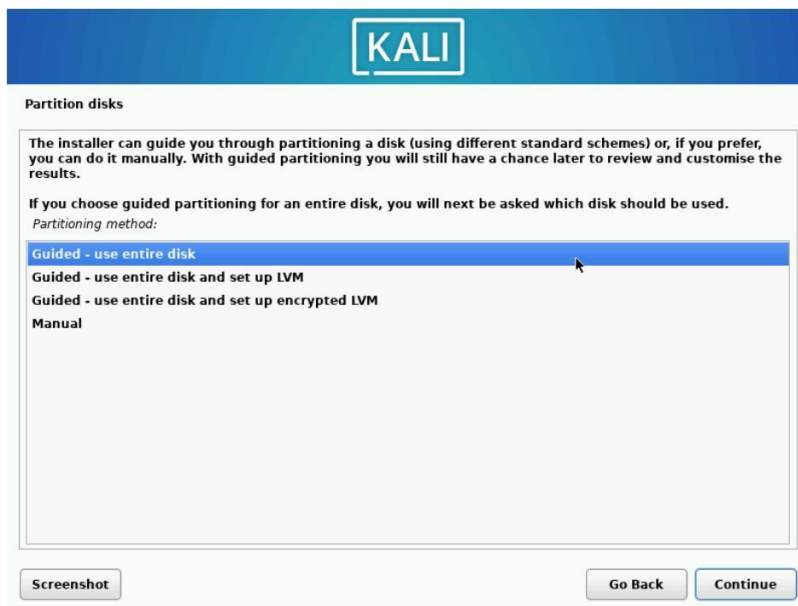 KALI
Partition disks
The installer can guide you through partitioning a disk (using different standard schemes) or, if you prefer,
you can do it manually. With guided partitioning you will still have a chance later to review and customise the
results.
If you choose guided partitioning for an entire disk, you will next be asked which disk should be used.
Partitioning method:
Guided - use entire disk
Guided - use entire disk and set up LVM
Guided - use entire disk and set up encrypted LVM
Manual
Screenshot
Go Back
Continue